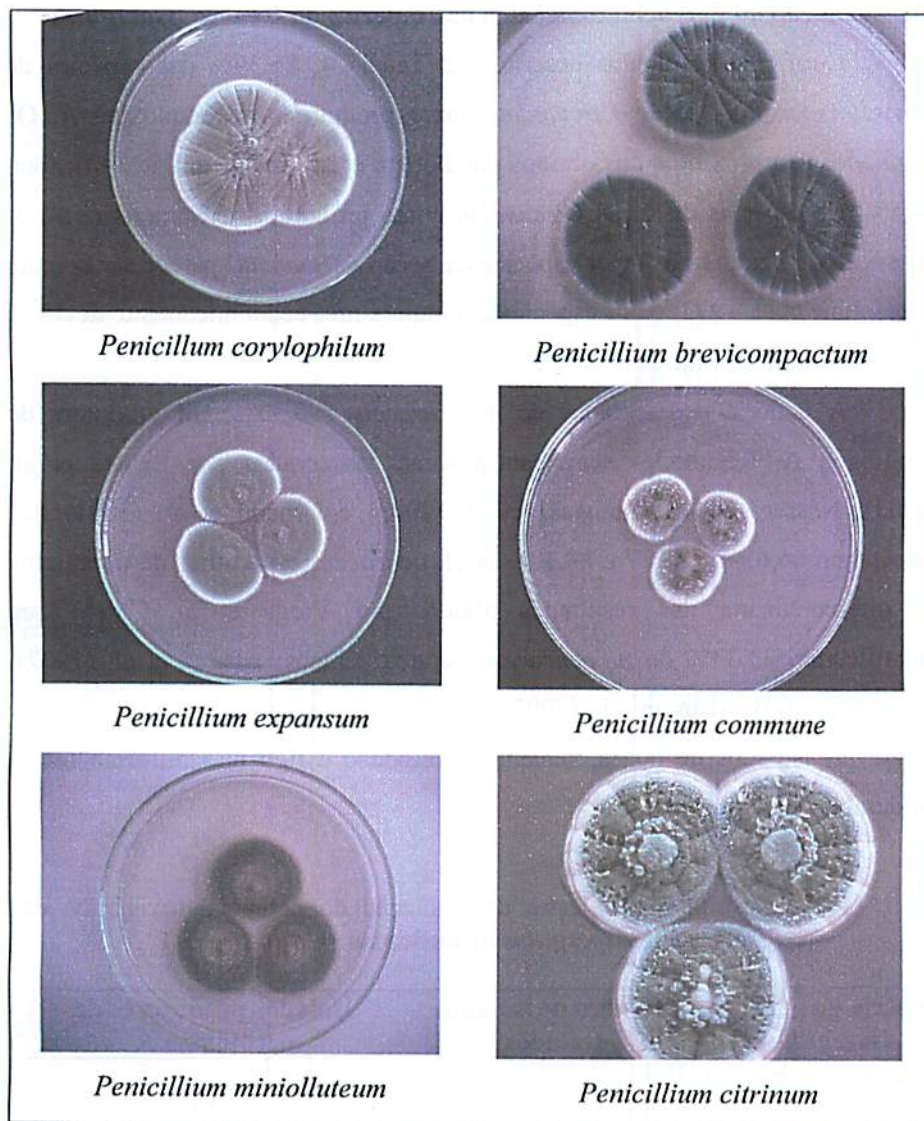 Penicillum corylophilum
Penicillium brevicompactum
Penicillium expansum
Penicillium commune
Penicillium miniolluteum
Penicillium citrinum